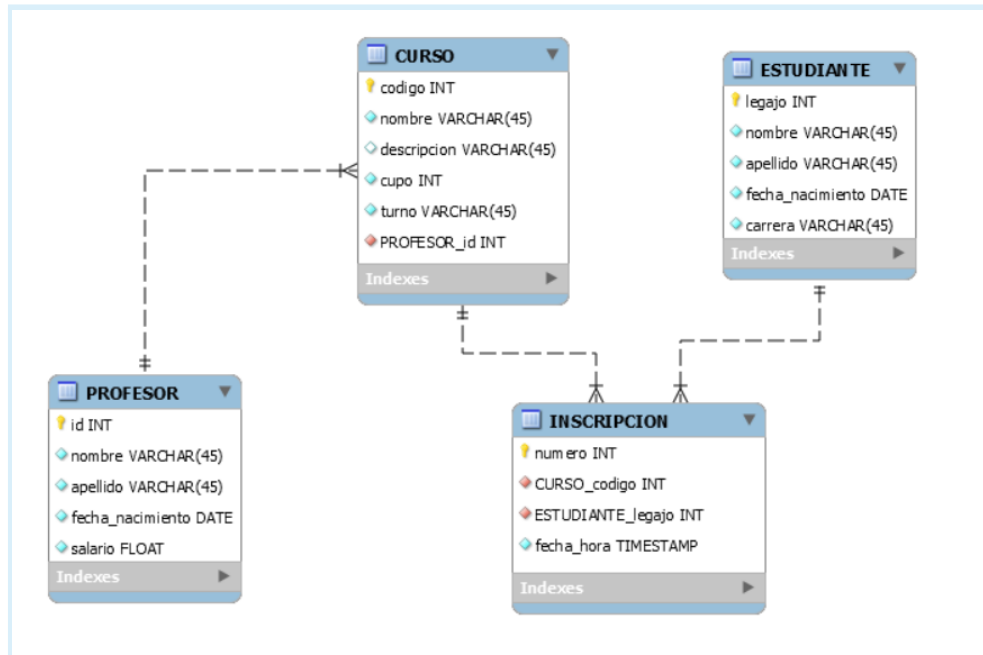 CURSO
codigo INT
nombre VARCHAR(45)
descripcion VARCHAR(45)
cupo INT
turno VARCHAR(45)
PROFESOR_id INT
Indexes
ESTUDIANTE
legajo INT
nombre VARCHAR(45)
apellido VARCHAR(45)
fecha_nacimiento DATE
carrera VARCHAR(45)
Indexes
PROFESOR
id INT
nombre VARCHAR(45)
apellido VARCHAR(45)
fecha_nacimiento DATE
salario FLOAT
Indexes
INSCRIPCION
numero INT
CURSO_codigo INT
ESTUDIANTE_legajo INT
fecha_hora TIMESTAMP
Indexes